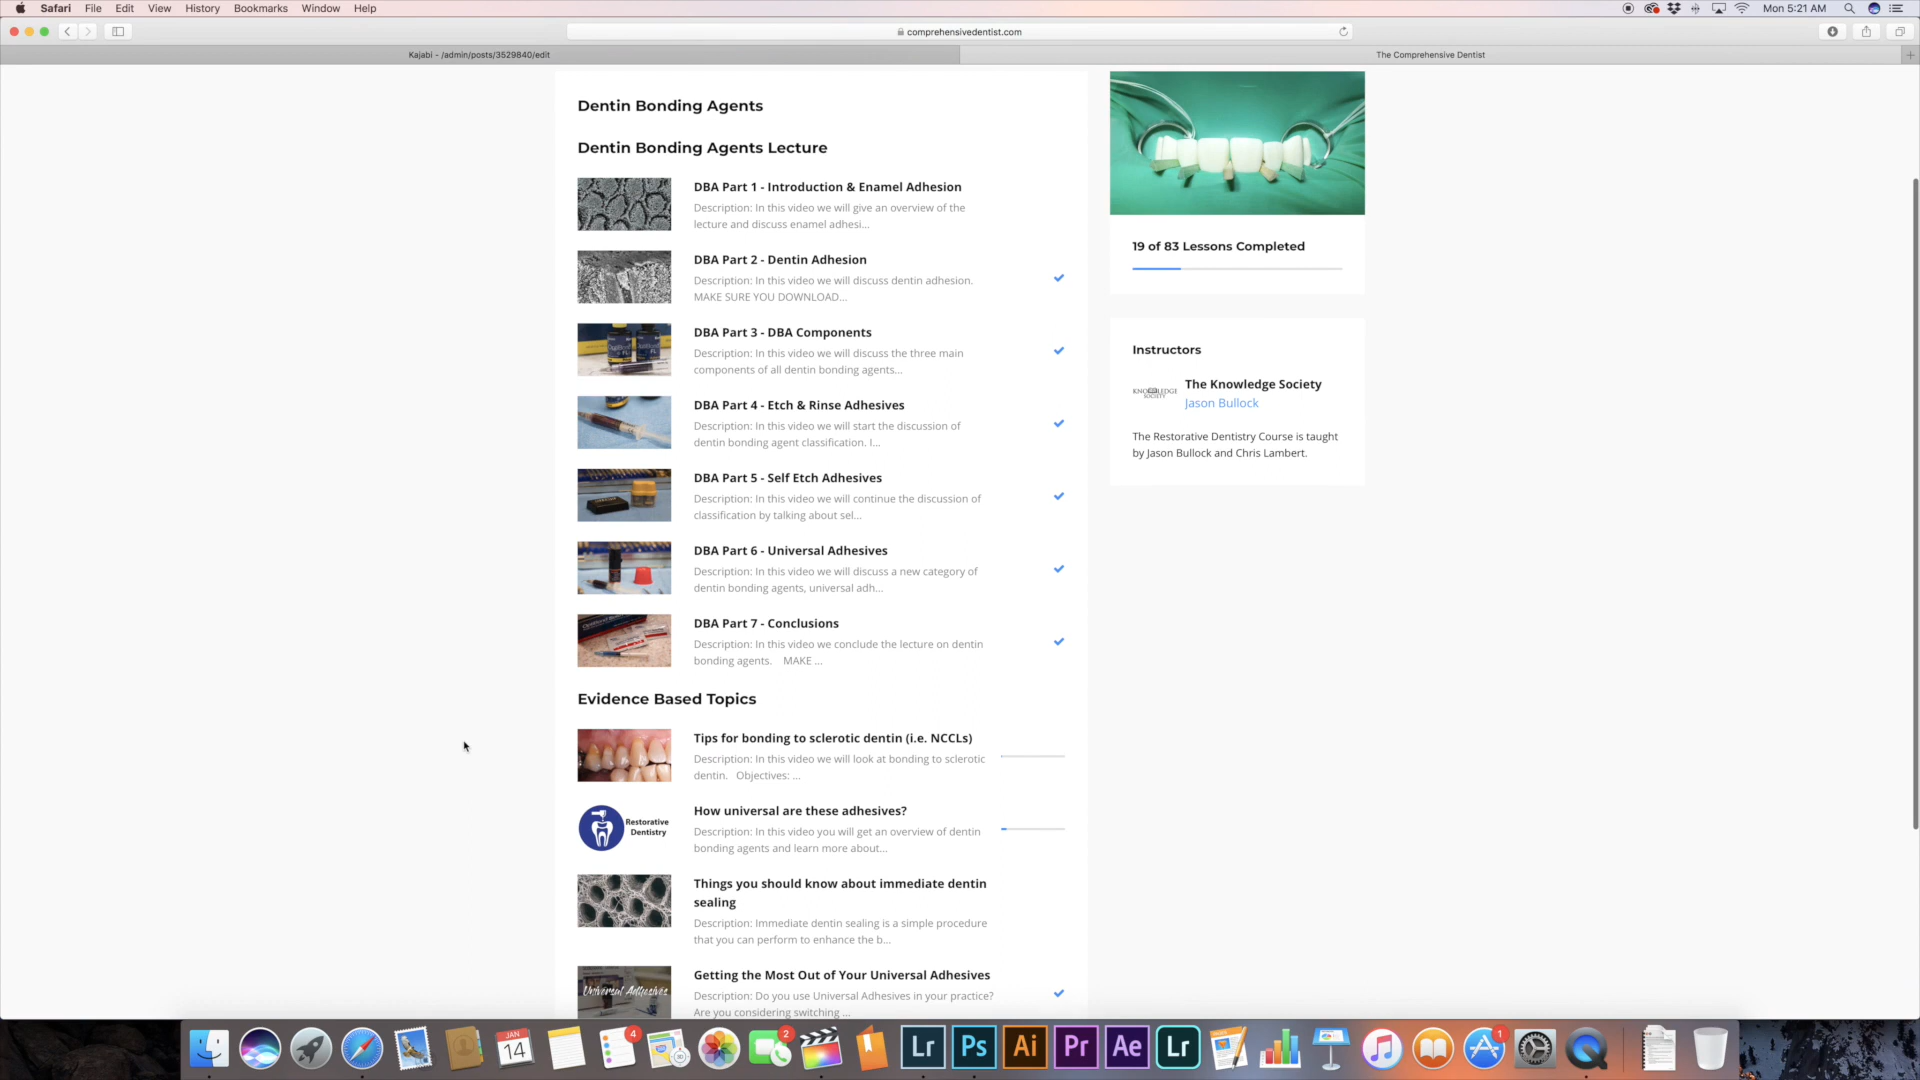 Safari File Edit View History Bookmarks Window Help
Mon 5:21 AM
comprehensivedentist.com
Kajabi - /admin/posts/3529840/edit
The Comprehensive Dentist
Dentin Bonding Agents
Dentin Bonding Agents Lecture
DBA Part 1 - Introduction & Enamel Adhesion
Description: In this video we will give an overview of the
lecture and discuss enamel adhesi...
DBA Part 2 - Dentin Adhesion
Description: In this video we will discuss dentin adhesion.
MAKE SURE YOU DOWNLOAD...
DBA Part 3 - DBA Components
Description: In this video we will discuss the three main
components of all dentin bonding agents...
DBA Part 4 - Etch & Rinse Adhesives
Description: In this video we will start the discussion of
dentin bonding agent classification. I...
DBA Part 5 - Self Etch Adhesives
Description: In this video we will continue the discussion of
classification by talking about sel...
DBA Part 6 - Universal Adhesives
Description: In this video we will discuss a new category of
dentin bonding agents, universal adh...
DBA Part 7 - Conclusions
Description: In this video we conclude the lecture on dentin
bonding agents. MAKE ...
Evidence Based Topics
Tips for bonding to sclerotic dentin (i.e. NCCLs)
Description: In this video we will look at bonding to sclerotic
dentin. Objectives: ...
Restorative
Dentistry
How universal are these adhesives?
Description: In this video you will get an overview of dentin
bonding agents and learn more about...
Things you should know about immediate dentin
sealing
Description: Immediate dentin sealing is a simple procedure
that you can perform to enhance the b...
Universal Adhesives
Getting the Most Out of Your Universal Adhesives
Description: Do you use Universal Adhesives in your practice?
Are you considering switching ...
19 of 83 Lessons Completed
Instructors
KNOWLEDGE
SOCIETY
The Knowledge Society
Jason Bullock
The Restorative Dentistry Course is taught
by Jason Bullock and Chris Lambert.
JAN
14
4
2
Lr Ps Ai Pr Ae Lr
1